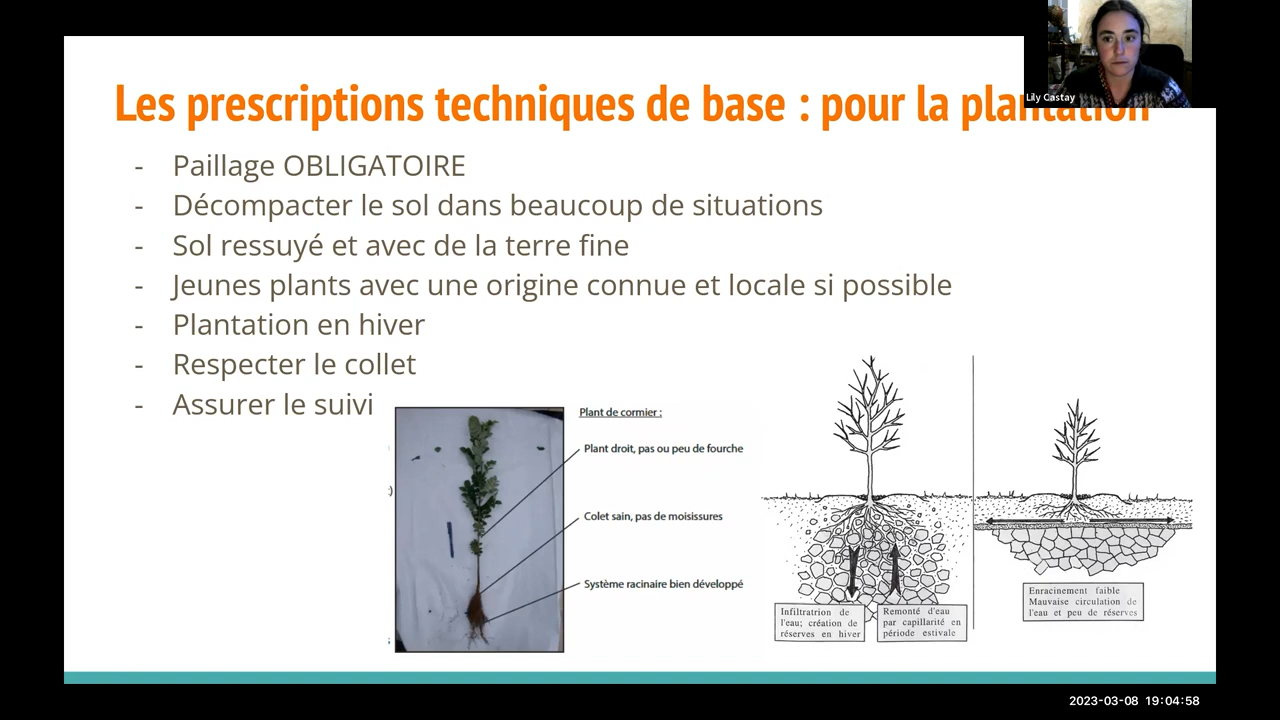 Lily Castay
Les prescriptions techniques de base : pour la plantation
- Paillage OBLIGATOIRE
- Décompacter le sol dans beaucoup de situations
- Sol ressuyé et avec de la terre fine
- Jeunes plants avec une origine connue et locale si possible
- Plantation en hiver
- Respecter le collet
- Assurer le suivi
Plant de cormier :
Plant droit, pas ou peu de fourche
Colet sain, pas de moisissures
Système racinaire bien développé
Infiltratrion de
l'eau; création de
réserves en hiver
Remonté d'eau
par capillarité en
période estivale
Enracinement faible
Mauvaise circulation de
l'eau et peu de réserves
2023-03-08 19:04:58